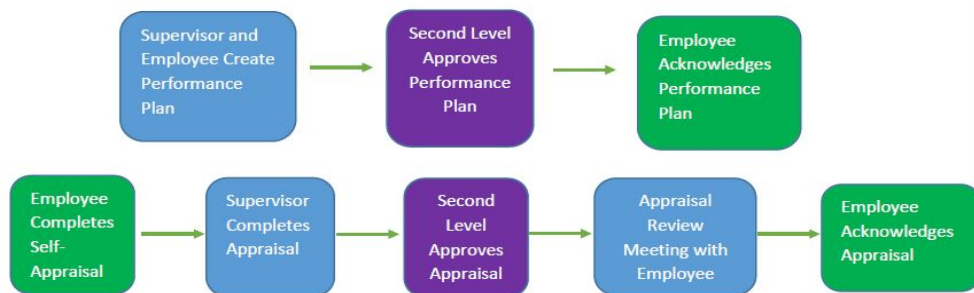 Supervisor and
Employee Create
Performance
Plan
Second Level
Approves
Performance
Plan
Employee
Acknowledges
Performance
Plan
Employee
Completes
Self-
Appraisal
Supervisor
Completes
Appraisal
Second
Level
Approves
Appraisal
Appraisal
Review
Meeting with
Employee
Employee
Acknowledges
Appraisal